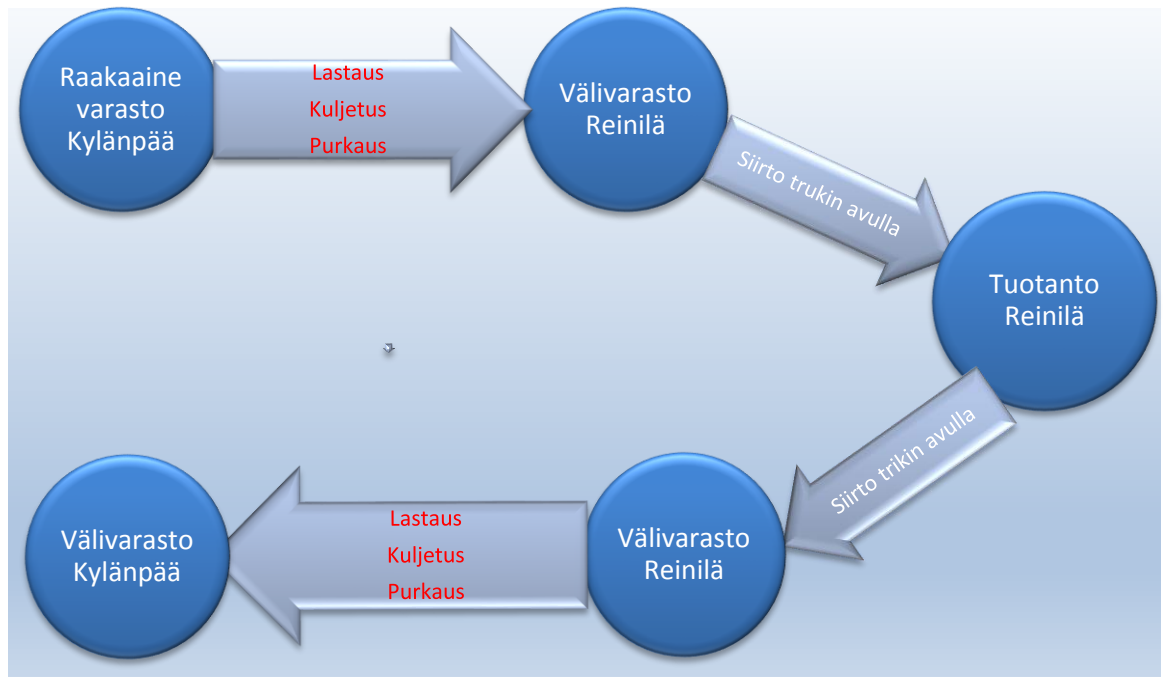 Raakaaine
varasto
Kylänpää
Lastaus
Kuljetus
Purkaus
Välivarasto
Reinilä
Siirto trukin avulla
Tuotanto
Reinilä
Siirto trikin avulla
Välivarasto
Reinilä
Lastaus
Kuljetus
Purkaus
Välivarasto
Kylänpää